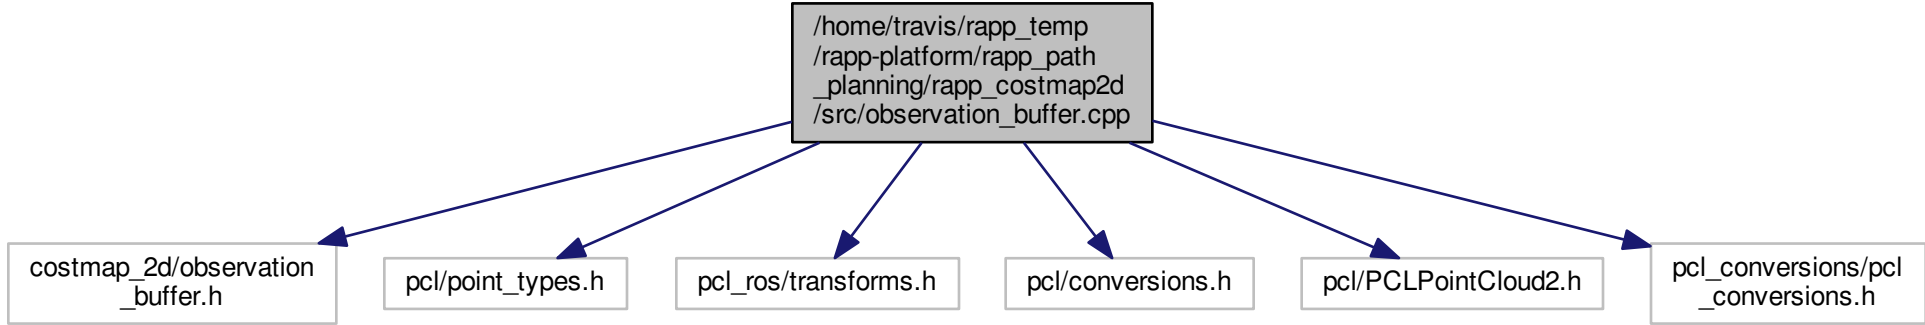 /home/travis/rapp_temp
/rapp-platform/rapp_path
_planning/rapp_costmap2d
/src/observation_buffer.cpp
costmap_2d/observation
_buffer.h
pcl/point_types.h
pcl_ros/transforms.h
pcl/conversions.h
pcl/PCLPointCloud2.h
pcl_conversions/pcl
_conversions.h